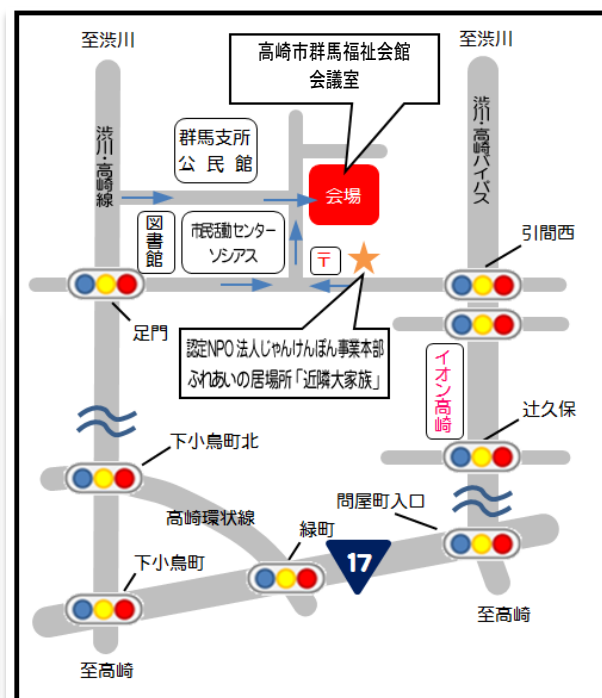 至渋川
至渋川
高崎市群馬福祉会館
会議室
渋川・高崎線
渋川・高崎バイパス
群馬支所
公民館
会場
図書館
市民活動センター
ソシアス
〒
引間西
足門
認定NPO法人じゃんけんぽん事業本部
ふれあいの居場所「近隣大家族」
イオン高崎
辻久保
下小鳥町北
高崎環状線
問屋町入口
緑町
17
下小鳥町
至高崎
至高崎